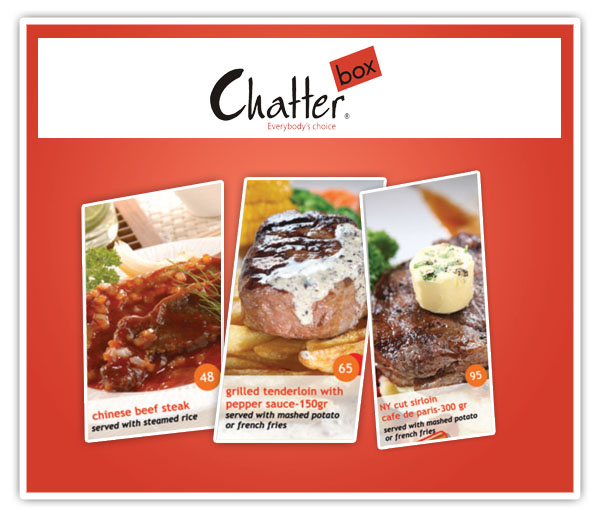 Chatter box®
Everybody's choice
48
chinese beef steak
served with steamed rice
65
grilled tenderloin with
pepper sauce-150gr
served with mashed potato
or french fries
95
NY cut sirloin
cafe de paris-300 gr
served with mashed potato
or french fries